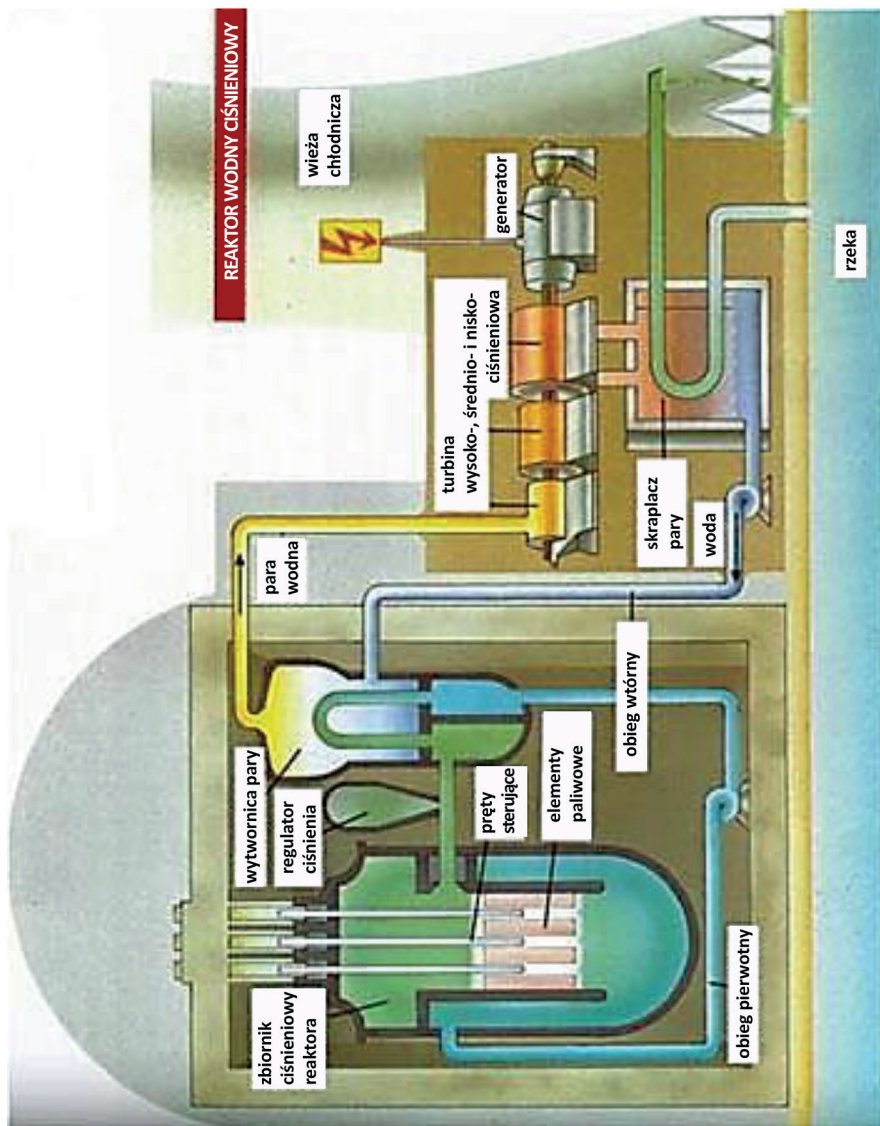 REAKTOR WODNY CIŚNIENIOWY
wieża
chłodnicza
generator
turbina
wysoko-, średnio- i nisko-
ciśnieniowa
para
wodna
wytwornica pary
regulator
ciśnienia
zbiornik
ciśnieniowy
reaktora
pręty
sterujące
elementy
paliwowe
skraplacz
pary
woda
obieg wtórny
obieg pierwotny
rzeka